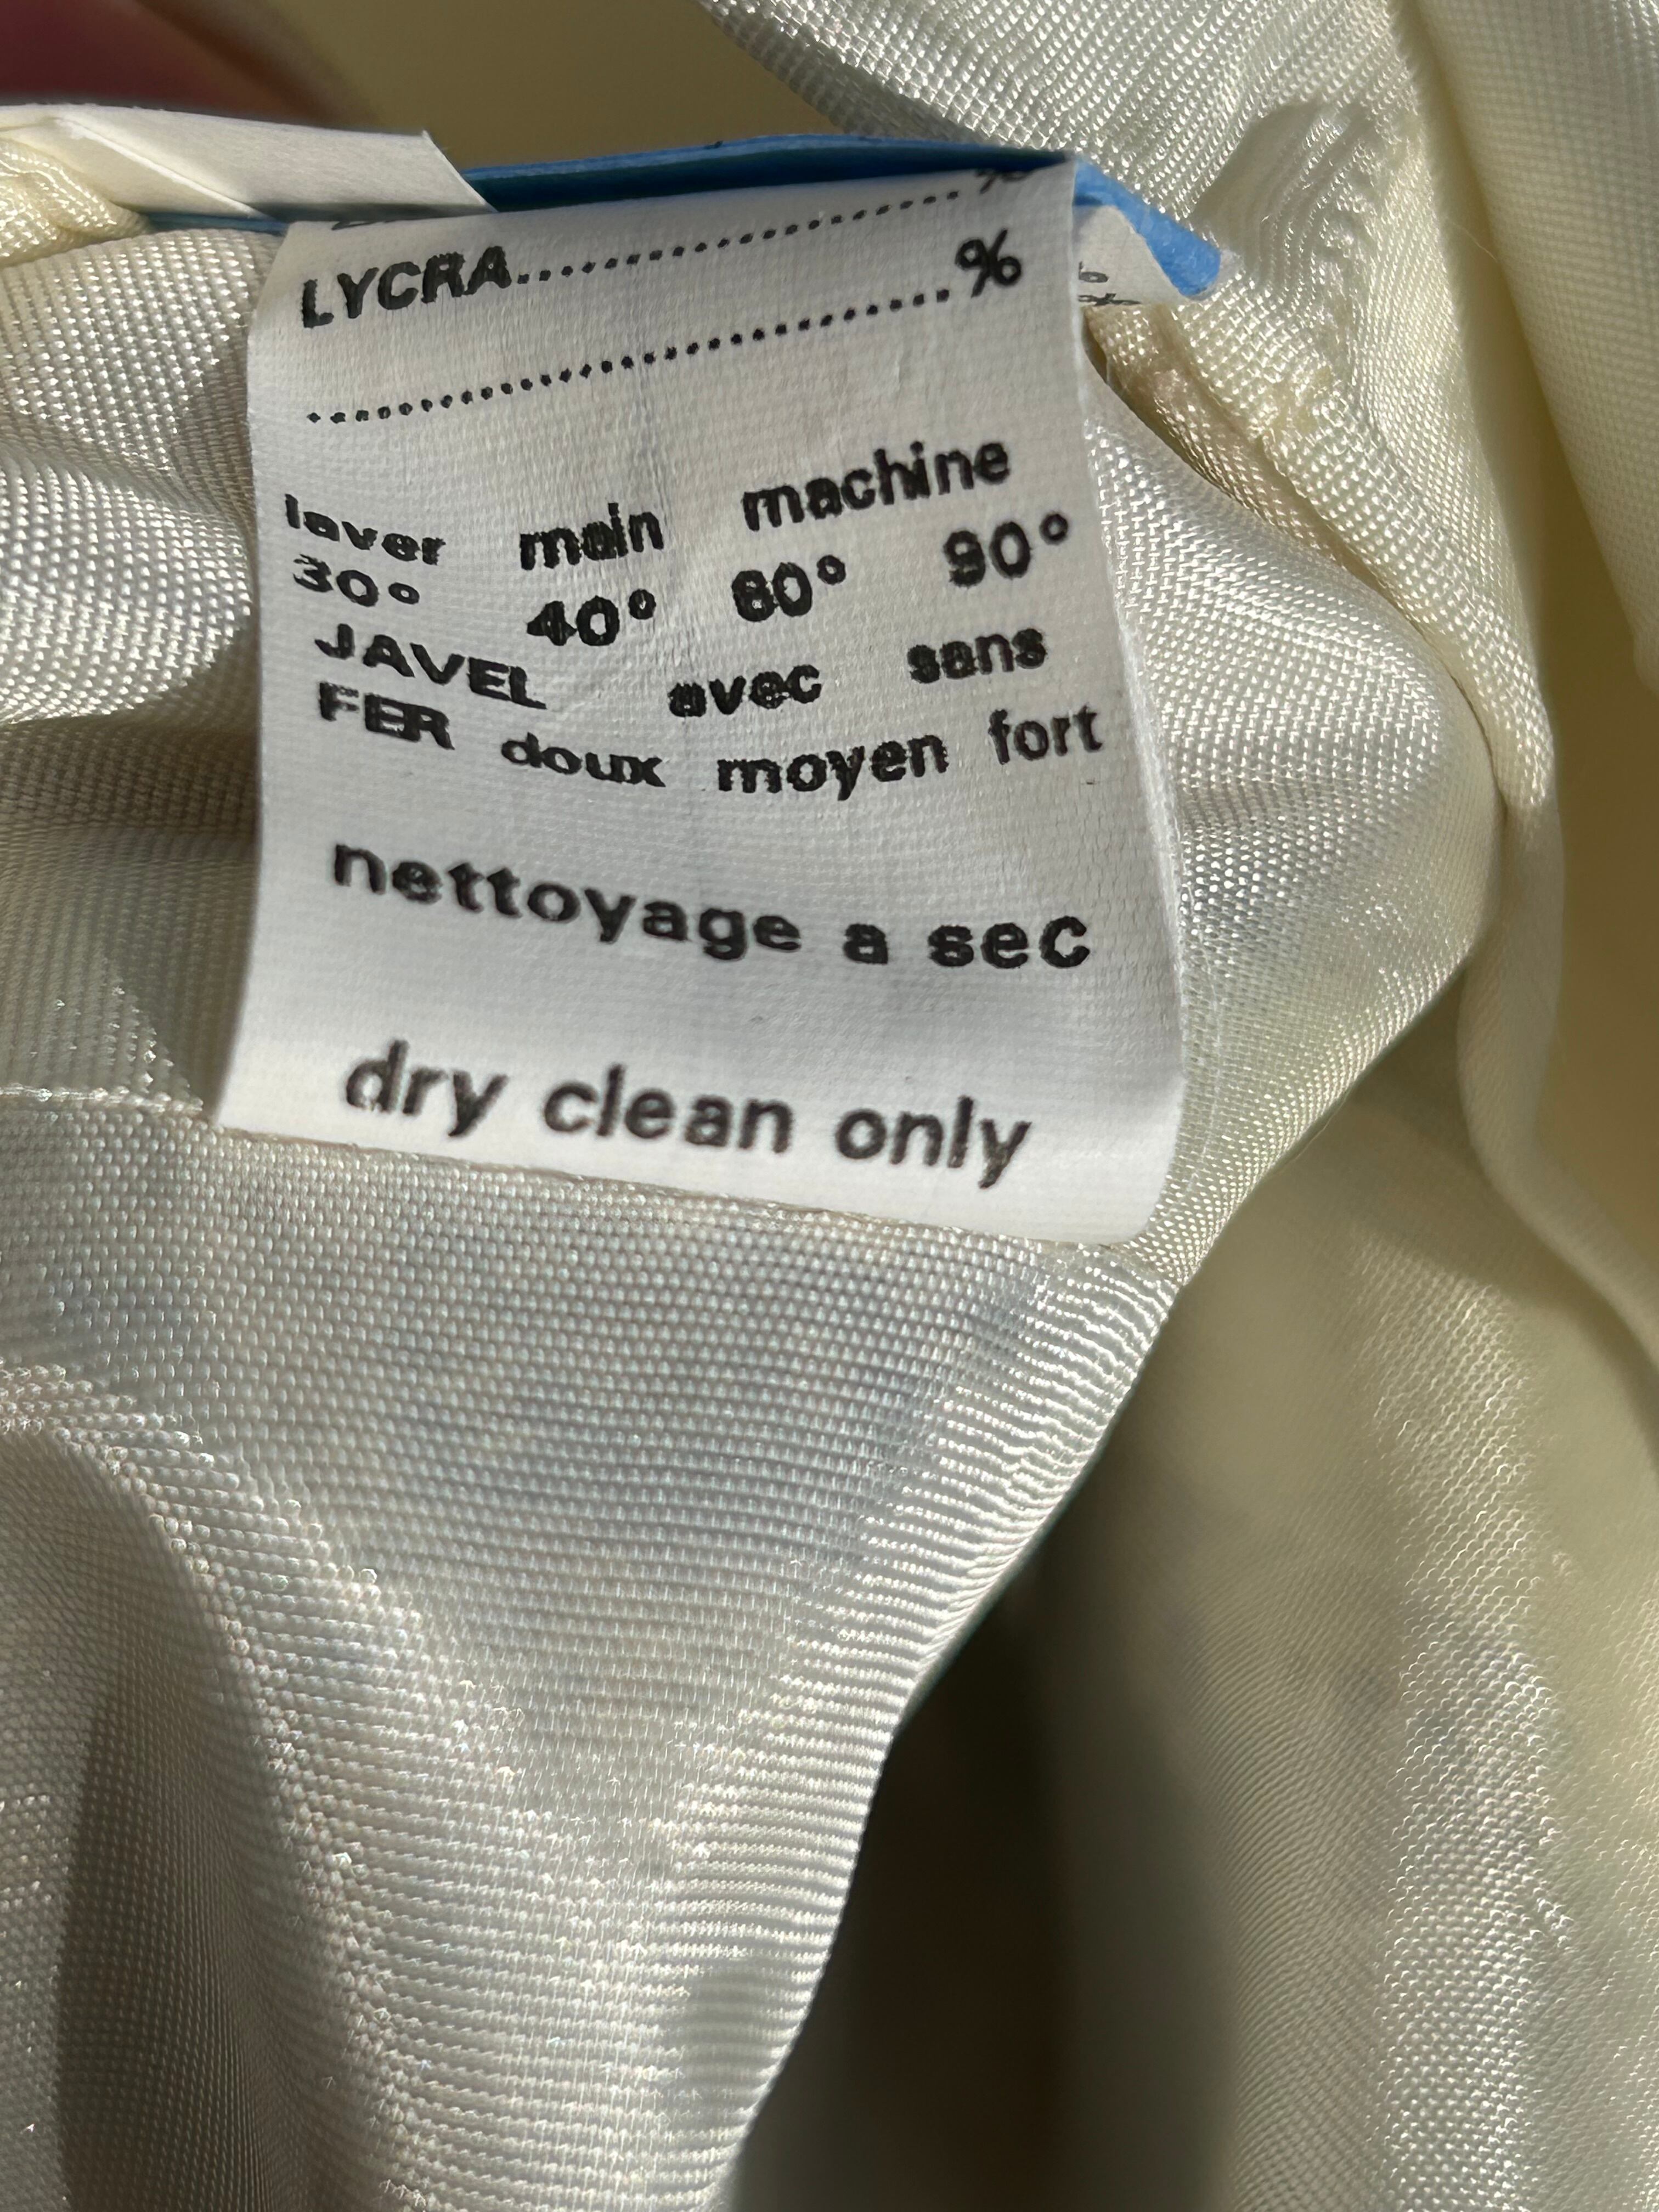 LYCRA..............................%
..............................%
laver main machine
30° 40° 60° 90°
JAVEL avec sans
FER doux moyen fort
nettoyage a sec
dry clean only